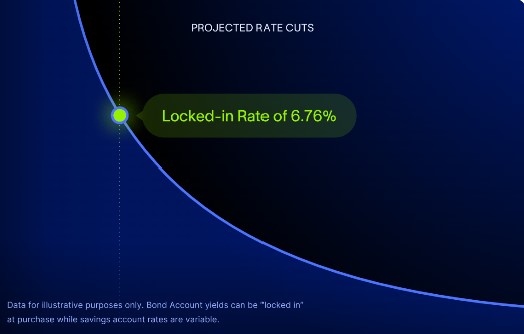 PROJECTED RATE CUTS
Locked-in Rate of 6.76%
Data for illustrative purposes only. Bond Account yields can be "locked in"
at purchase while savings account rates are variable.